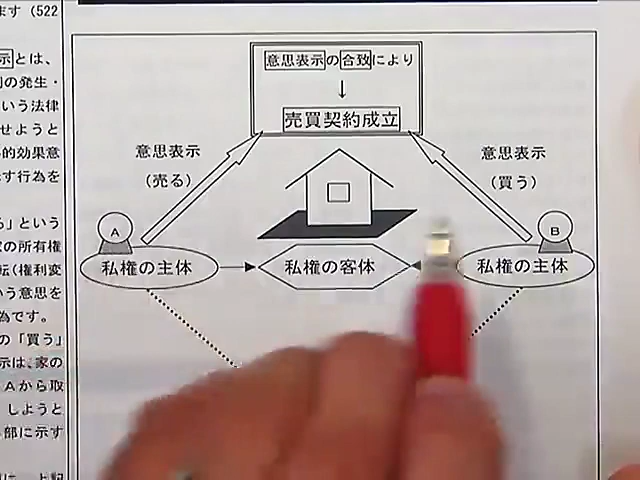 ます (522
示とは、
の発生・
いう法律
せようと
的効果意
す行為を
」という
の所有権
転(権利変
いう意思を
為です。
の「買う」
示は、家の
Aから取
しようと
部に示す
意思表示の合致により
↓
売買契約成立
意思表示
(売る)
意思表示
(買う)
A
B
私権の主体
私権の客体
私権の主体